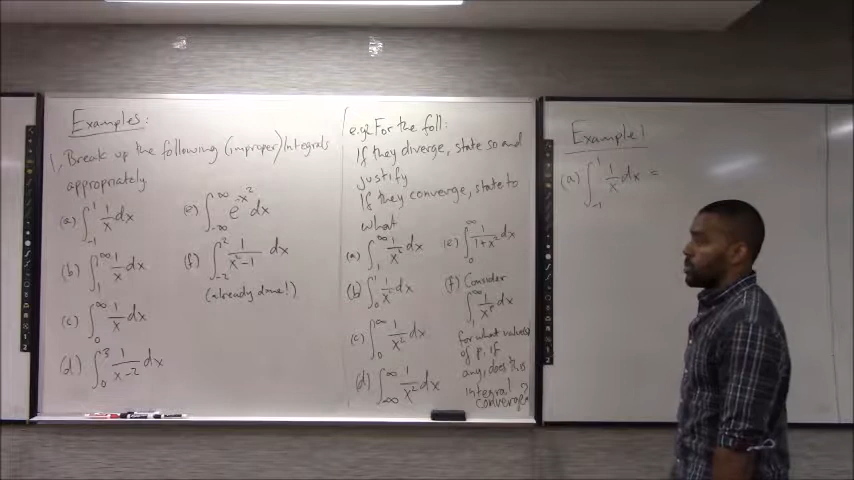 Examples:
1, Break up the following (improper) Integrals
appropriately
(a) ∫_{-1}^{1} 1/x dx
(b) ∫_{1}^{∞} 1/x dx
(c) ∫_{0}^{∞} 1/x dx
(d) ∫_{0}^{3} 1/(x-2) dx
(e) ∫_{-∞}^{∞} e^{-x^2} dx
(f) ∫_{-2}^{2} 1/(x^2-1) dx
(already done!)
e.g2 For the foll:
If they diverge, state so and
justify
If they converge, state to
what
(a) ∫_{1}^{∞} 1/x^2 dx
(b) ∫_{0}^{1} 1/x^2 dx
(c) ∫_{0}^{∞} 1/x^2 dx
(d) ∫_{-∞}^{∞} 1/x^2 dx
(e) ∫_{0}^{∞} 1/(1+x^2) dx
(f) Consider
∫_{1}^{∞} 1/x^p dx
for what values
of p, if
any, does this
integral
converge?
Example 1
(a) ∫_{-1}^{1} 1/x dx =